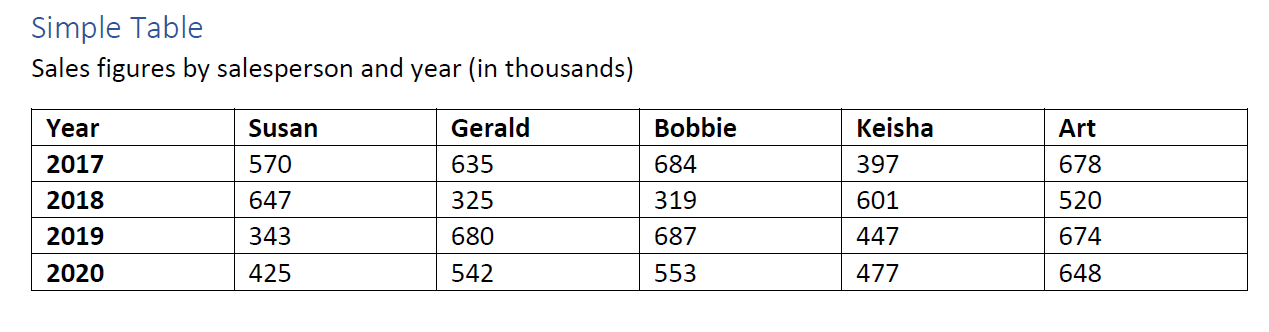 Simple Table
Sales figures by salesperson and year (in thousands)
Year Susan Gerald Bobbie Keisha Art
2017 570 635 684 397 678
2018 647 325 319 601 520
2019 343 680 687 447 674
2020 425 542 553 477 648